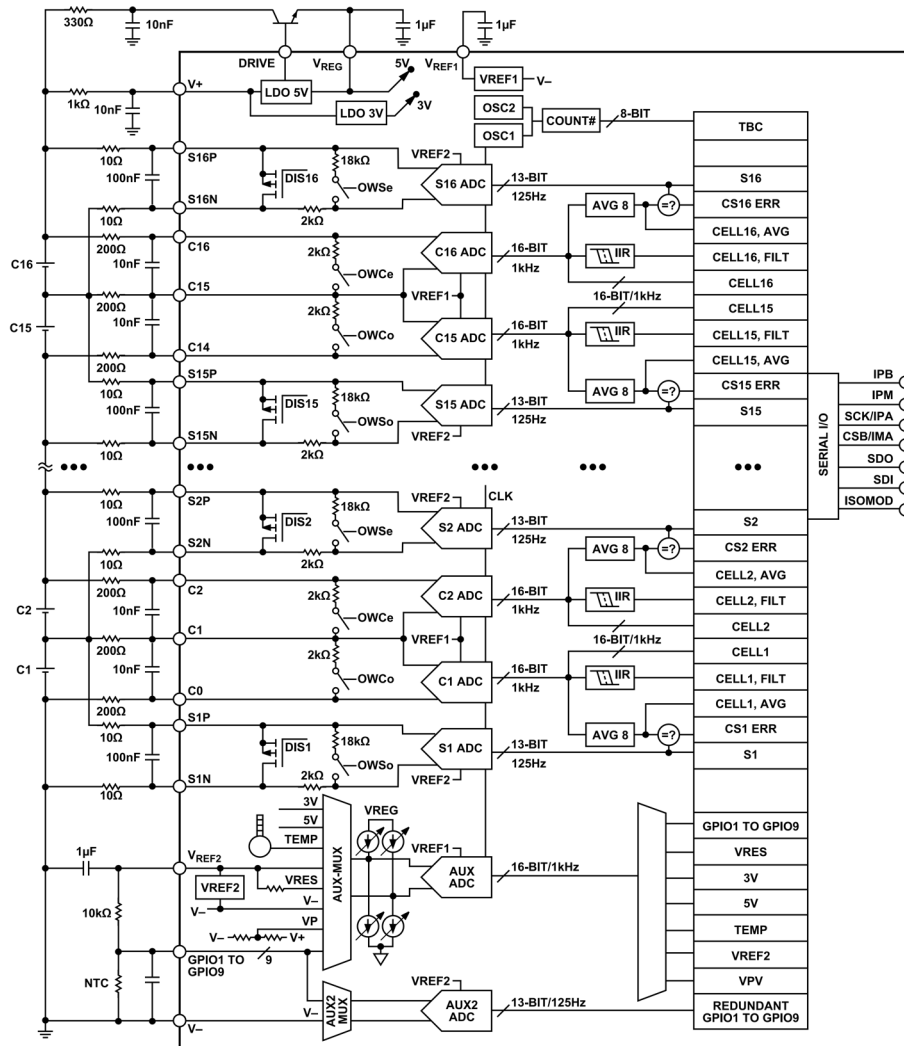 330Ω
10nF
1µF
1µF
DRIVE
VREG
5V
VREF1
V+
LDO 5V
VREF1
V–
1kΩ
10nF
LDO 3V
3V
OSC2
OSC1
COUNT#
8-BIT
TBC
10Ω
S16P
VREF2
100nF
DIS16
18kΩ
OWSe
S16 ADC
13-BIT
125Hz
S16
10Ω
S16N
2kΩ
AVG 8
=?
CS16 ERR
200Ω
C16
CELL16, AVG
C16
10nF
2kΩ
OWCe
C16 ADC
16-BIT
1kHz
IIR
CELL16, FILT
CELL16
200Ω
C15
VREF1
16-BIT/1kHz
CELL15
C15
10nF
2kΩ
OWCo
C15 ADC
16-BIT
1kHz
IIR
CELL15, FILT
200Ω
C14
CELL15, AVG
10Ω
S15P
AVG 8
=?
CS15 ERR
100nF
DIS15
18kΩ
OWSo
S15 ADC
13-BIT
125Hz
S15
10Ω
S15N
2kΩ
VREF2
SERIAL I/O
IPB
IPM
SCK/IPA
CSB/IMA
SDO
SDI
ISOMOD
CLK
10Ω
S2P
VREF2
100nF
DIS2
18kΩ
OWSe
S2 ADC
13-BIT
125Hz
S2
10Ω
S2N
2kΩ
AVG 8
=?
CS2 ERR
200Ω
C2
CELL2, AVG
C2
10nF
2kΩ
OWCe
C2 ADC
16-BIT
1kHz
IIR
CELL2, FILT
CELL2
200Ω
C1
VREF1
16-BIT/1kHz
CELL1
C1
10nF
2kΩ
OWCo
C1 ADC
16-BIT
1kHz
IIR
CELL1, FILT
200Ω
C0
CELL1, AVG
10Ω
S1P
AVG 8
=?
CS1 ERR
100nF
DIS1
18kΩ
OWSo
S1 ADC
13-BIT
125Hz
S1
10Ω
S1N
2kΩ
VREF2
3V
5V
TEMP
AUX-MUX
VREG
VREF1
AUX
ADC
16-BIT/1kHz
GPIO1 TO GPIO9
VRES
3V
5V
TEMP
VREF2
VPV
1µF
VREF2
VREF2
VRES
V–
V–
VP
V–
V+
10kΩ
GPIO1 TO
GPIO9
9
NTC
V–
V–
AUX2
MUX
VREF2
AUX2
ADC
13-BIT/125Hz
REDUNDANT
GPIO1 TO GPIO9